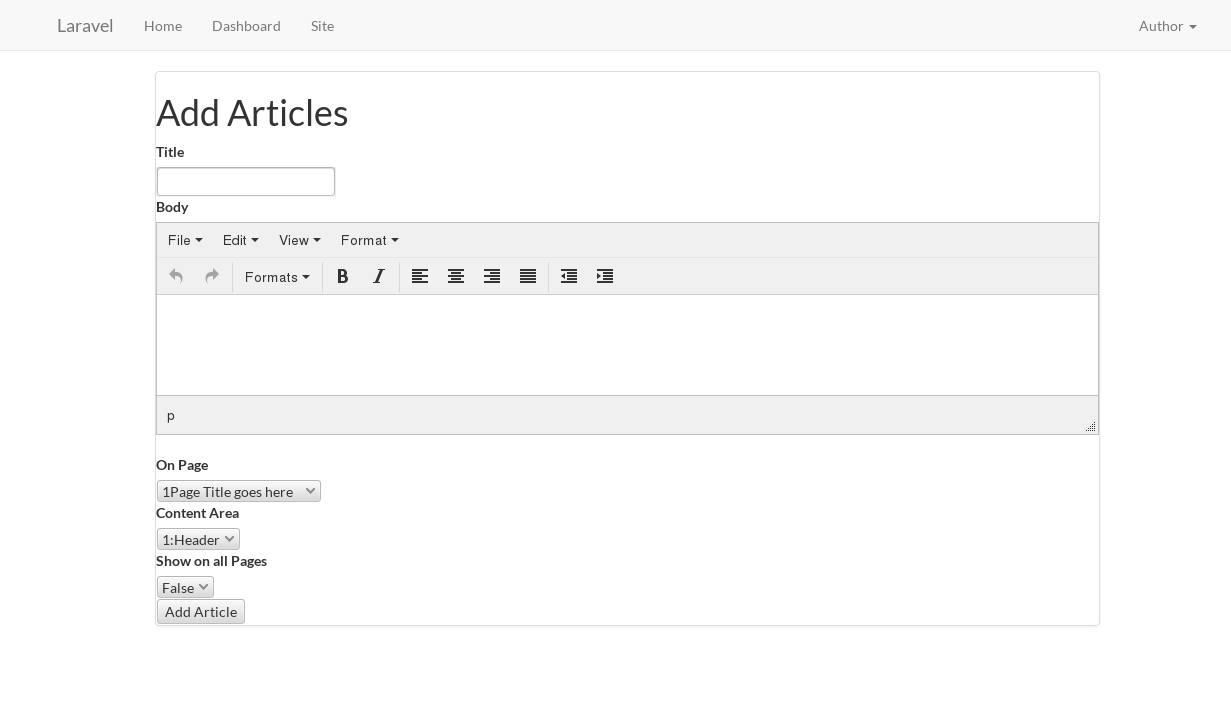 Laravel Home Dashboard Site Author
Add Articles
Title
Body
File Edit View Format
Formats B I
p
On Page
1Page Title goes here
Content Area
1:Header
Show on all Pages
False
Add Article